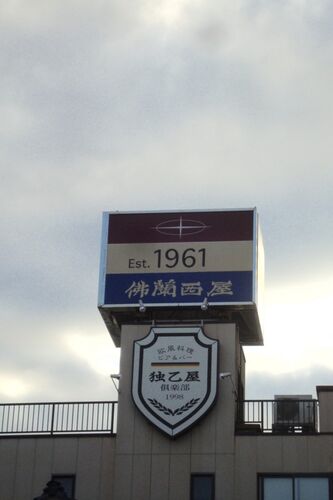 Est. 1961
佛蘭西屋
欧風料理
ビア&バー
独乙屋
倶楽部
1998